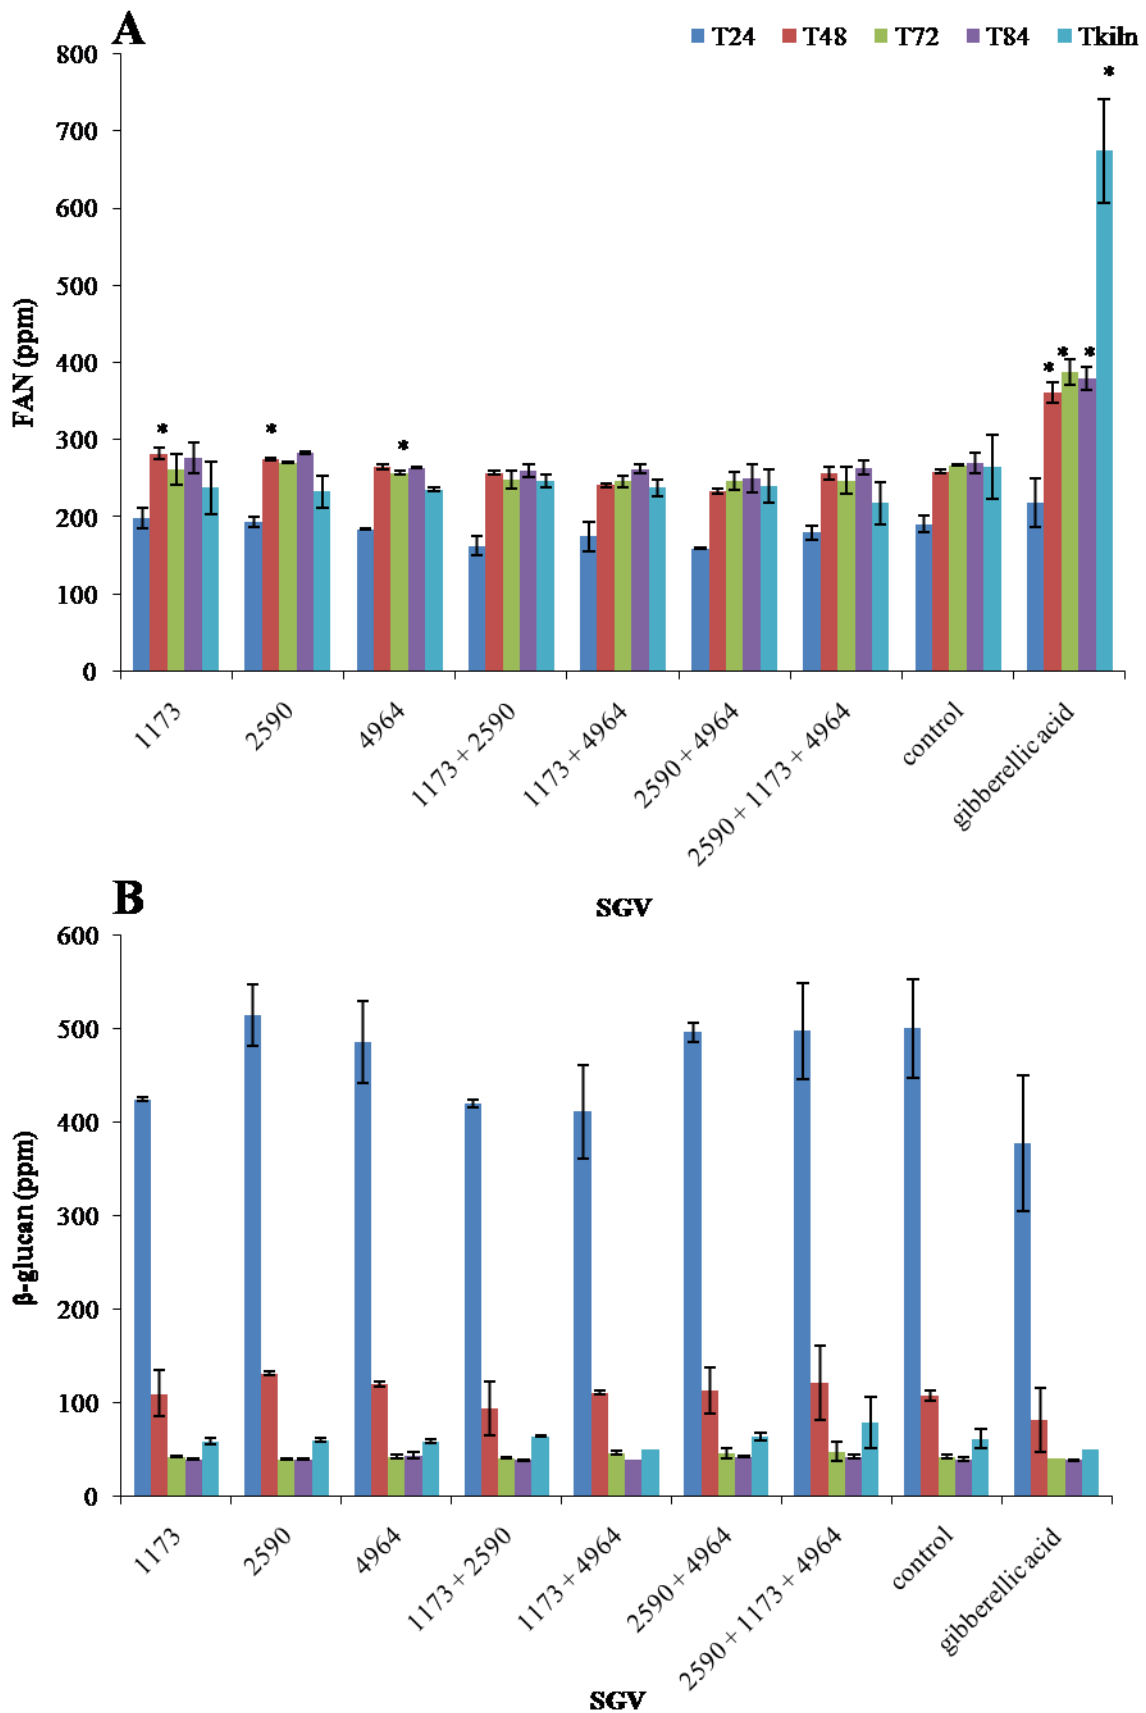 A
T24 T48 T72 T84 Tkiln
800
700
600
500
400
300
200
100
0
FAN (ppm)
* * * * * * *
1173
2590
4964
1173 + 2590
1173 + 4964
2590 + 4964
2590 + 1173 + 4964
control
gibberellic acid
SGV
B
600
500
400
300
200
100
0
β-glucan (ppm)
1173
2590
4964
1173 + 2590
1173 + 4964
2590 + 4964
2590 + 1173 + 4964
control
gibberellic acid
SGV